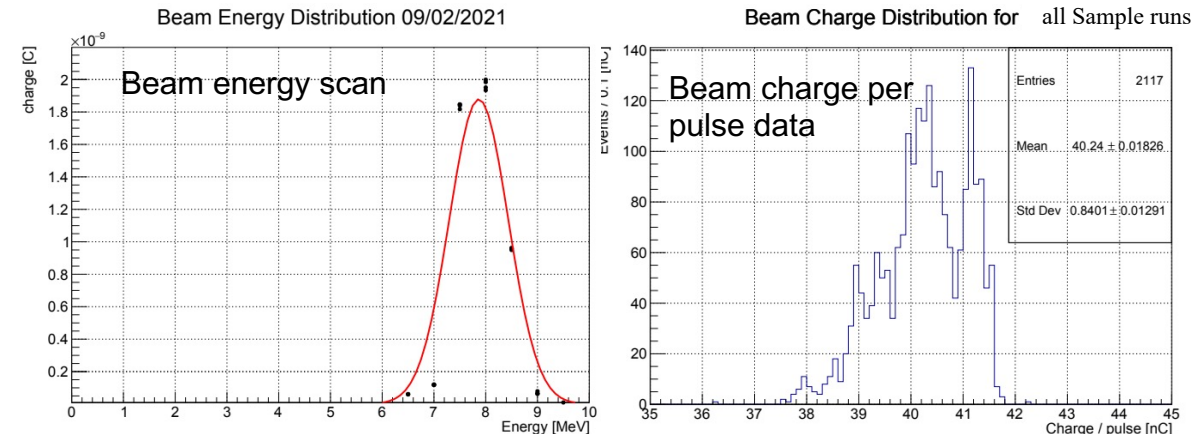 Beam Energy Distribution 09/02/2021
×10⁻⁹
charge [C]
Beam energy scan
2
1.8
1.6
1.4
1.2
1
0.8
0.6
0.4
0.2
0 1 2 3 4 5 6 7 8 9 10
Energy [MeV]
Beam Charge Distribution for all Sample runs
Events / 0.1 [nC]
Beam charge per
pulse data
Entries 2117
Mean 40.24 ± 0.01826
Std Dev 0.8401 ± 0.01291
140
120
100
80
60
40
20
0
35 36 37 38 39 40 41 42 43 44 45
Charge / pulse [nC]